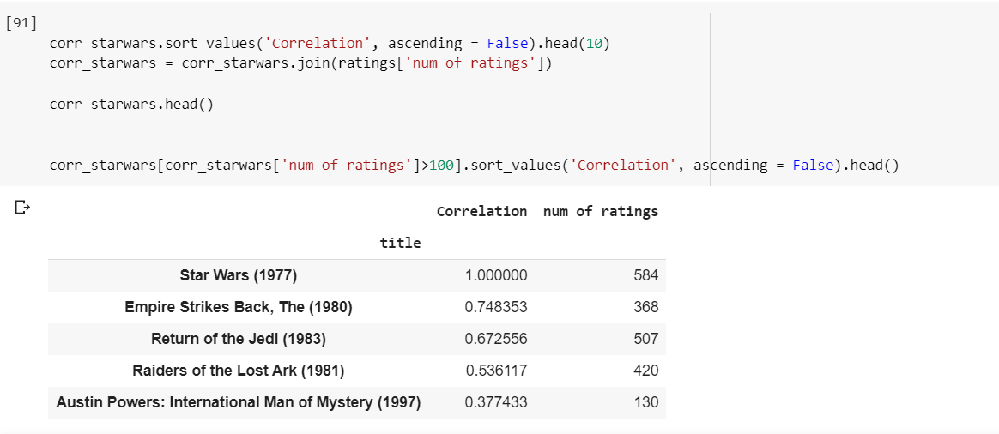 [91]
corr_starwars.sort_values('Correlation', ascending = False).head(10)
corr_starwars = corr_starwars.join(ratings['num of ratings'])
corr_starwars.head()
corr_starwars[corr_starwars['num of ratings']>100].sort_values('Correlation', ascending = False).head()
Correlation num of ratings
title
Star Wars (1977) 1.000000 584
Empire Strikes Back, The (1980) 0.748353 368
Return of the Jedi (1983) 0.672556 507
Raiders of the Lost Ark (1981) 0.536117 420
Austin Powers: International Man of Mystery (1997) 0.377433 130